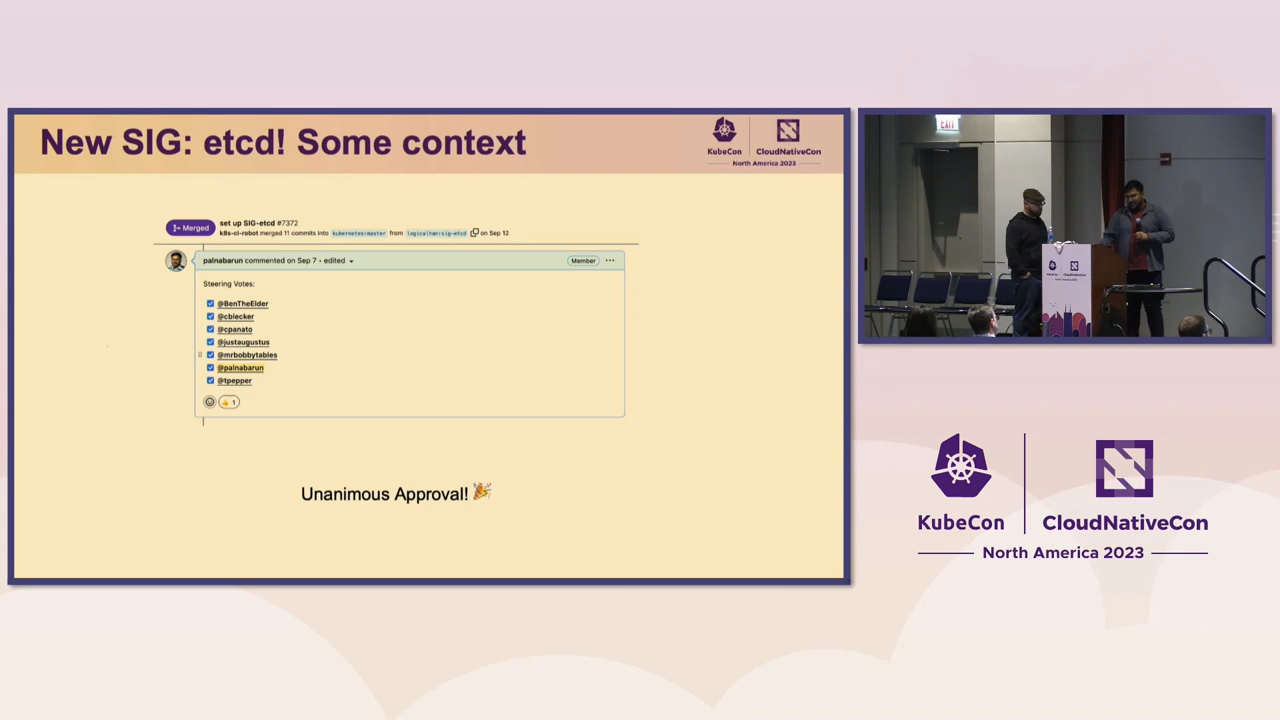 New SIG: etcd! Some context
KubeCon
CloudNativeCon
North America 2023
Merged
set up SIG-etcd #7372
k8s-ci-robot merged 11 commits into kubernetes:master from logicalhan:sig-etcd on Sep 12
palnabarun commented on Sep 7 • edited
Member
Steering Votes:
@BenTheElder
@cblecker
@cpanato
@justaugustus
@mrbobbytables
@palnabarun
@tpepper
1
Unanimous Approval!
EXIT
KubeCon
CloudNativeCon
North America 2023